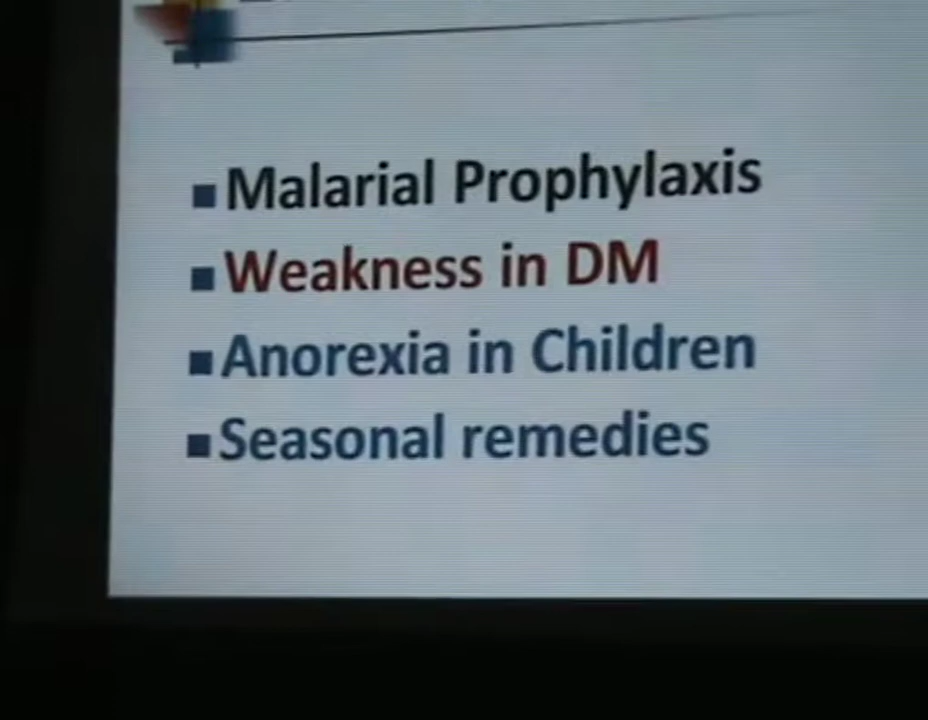 Malarial Prophylaxis
Weakness in DM
Anorexia in Children
Seasonal remedies